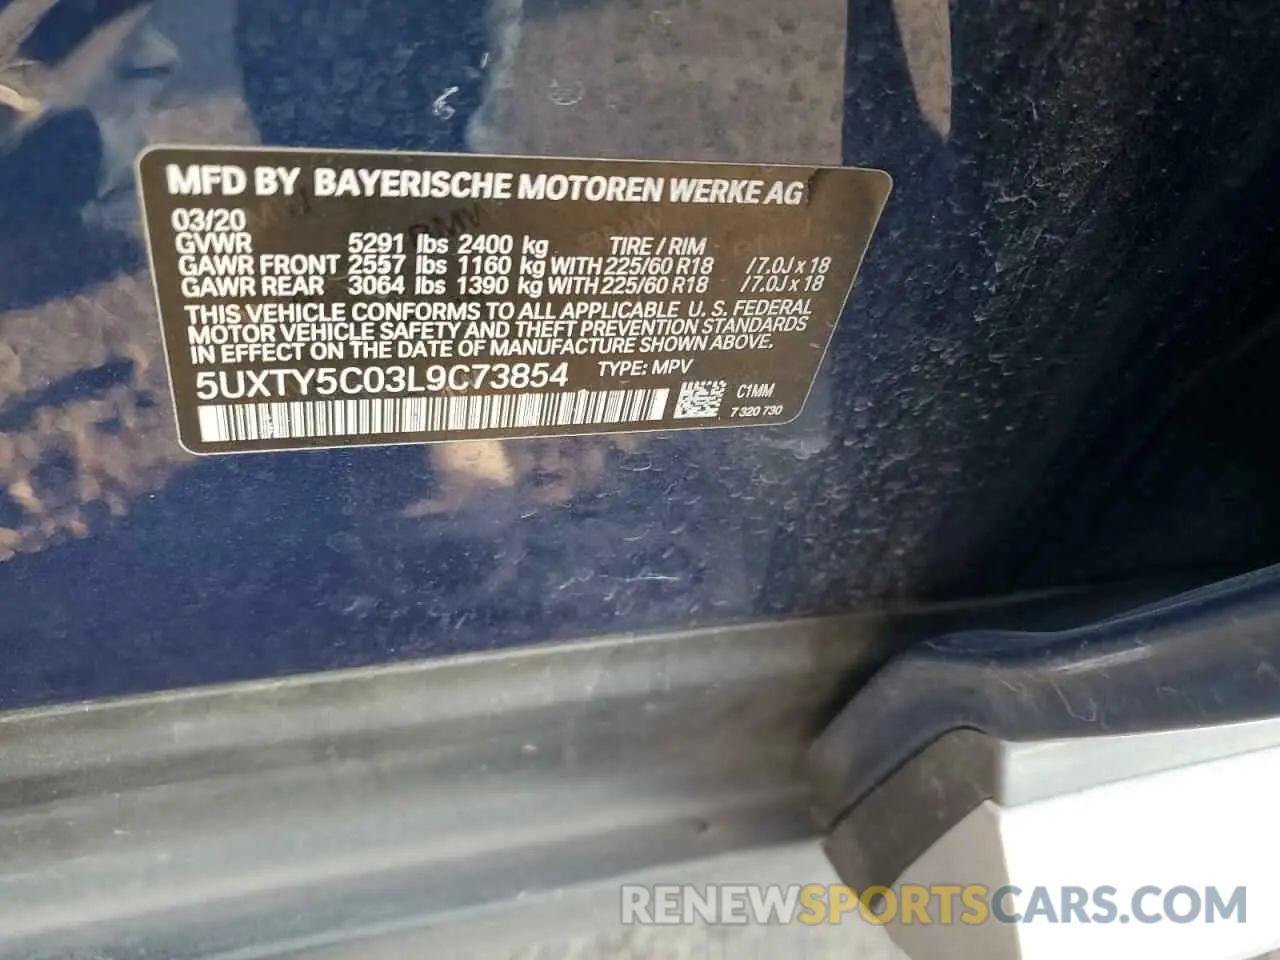 MFD BY BAYERISCHE MOTOREN WERKE AG
03/20
GVWR 5291 lbs 2400 kg TIRE / RIM
GAWR FRONT 2557 lbs 1160 kg WITH 225/60 R18 / 7.0J x 18
GAWR REAR 3064 lbs 1390 kg WITH 225/60 R18 / 7.0J x 18
THIS VEHICLE CONFORMS TO ALL APPLICABLE U. S. FEDERAL
MOTOR VEHICLE SAFETY AND THEFT PREVENTION STANDARDS
IN EFFECT ON THE DATE OF MANUFACTURE SHOWN ABOVE.
5UXTY5C03L9C73854 TYPE: MPV
C1MM
7 320 730
RENEWSPORTSCARS.COM